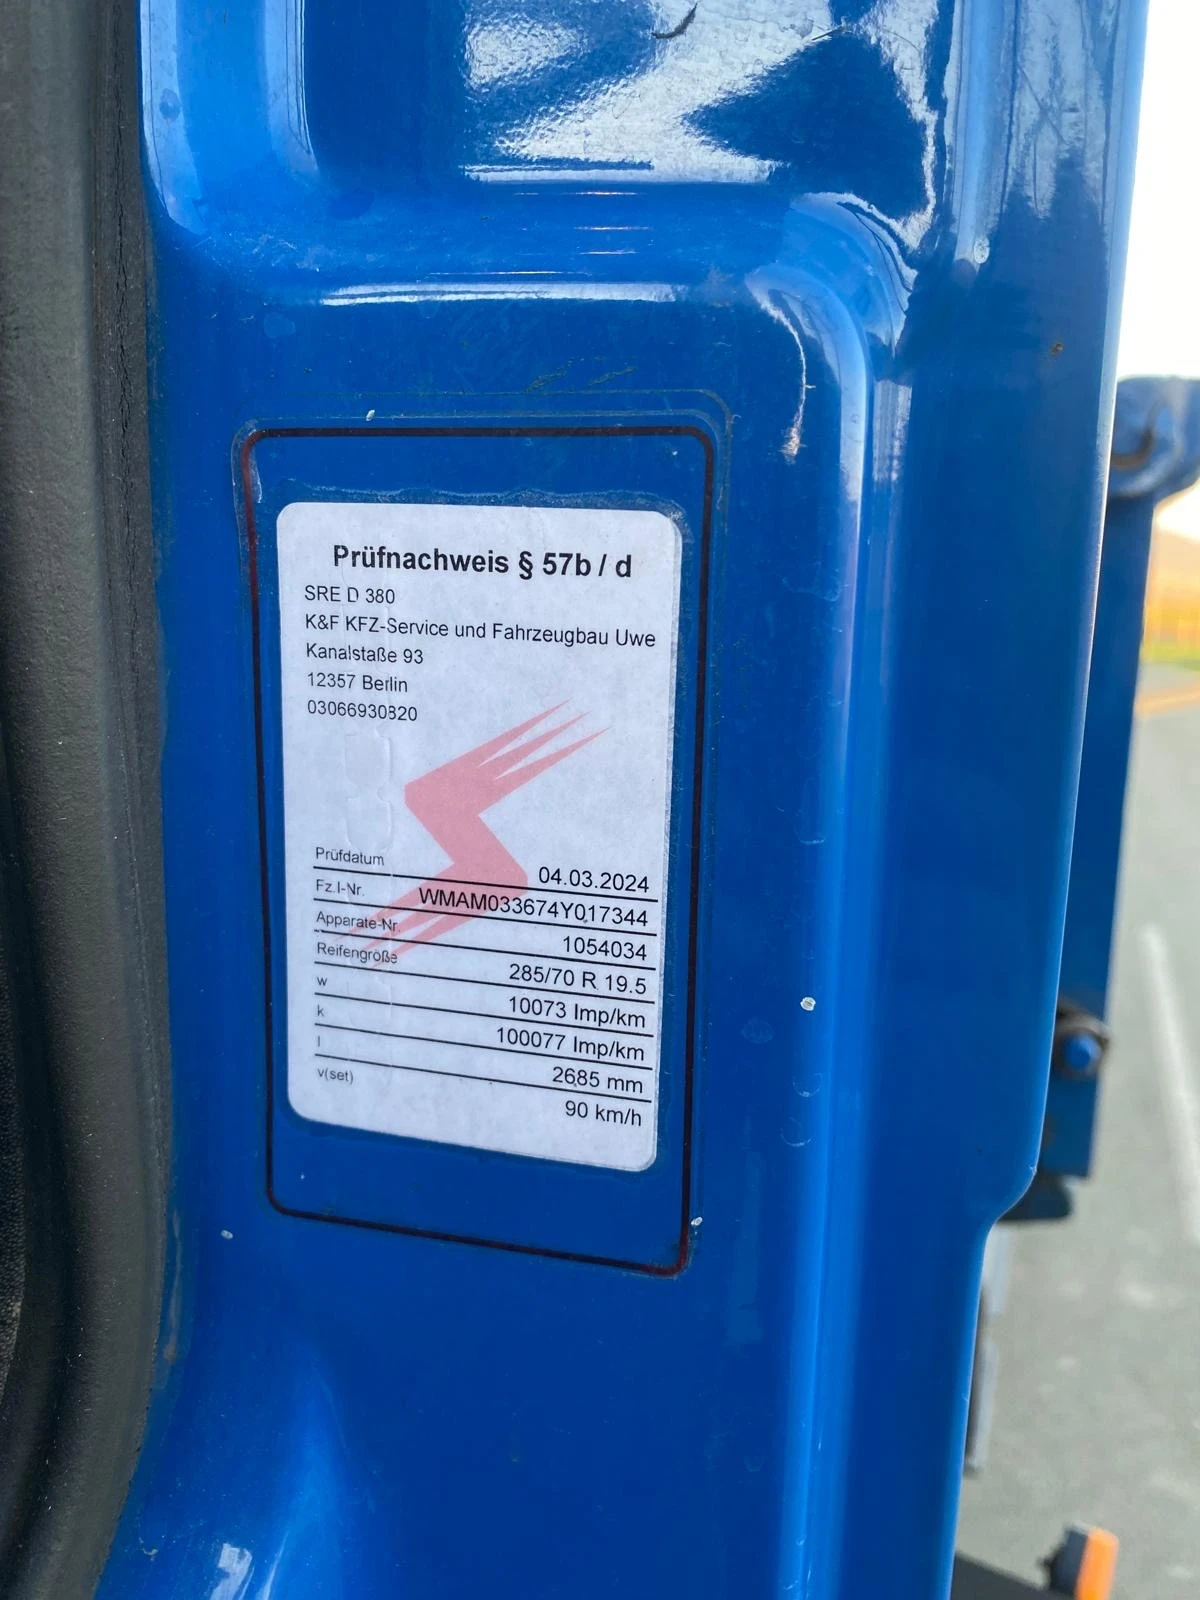 Prüfnachweis § 57b / d
SRE D 380
K&F KFZ-Service und Fahrzeugbau Uwe
Kanalstaße 93
12357 Berlin
03066930820
Prüfdatum 04.03.2024
Fz.I-Nr. WMAM033674Y017344
Apparate-Nr. 1054034
Reifengröße 285/70 R 19.5
w 10073 Imp/km
k 100077 Imp/km
l 2685 mm
v(set) 90 km/h